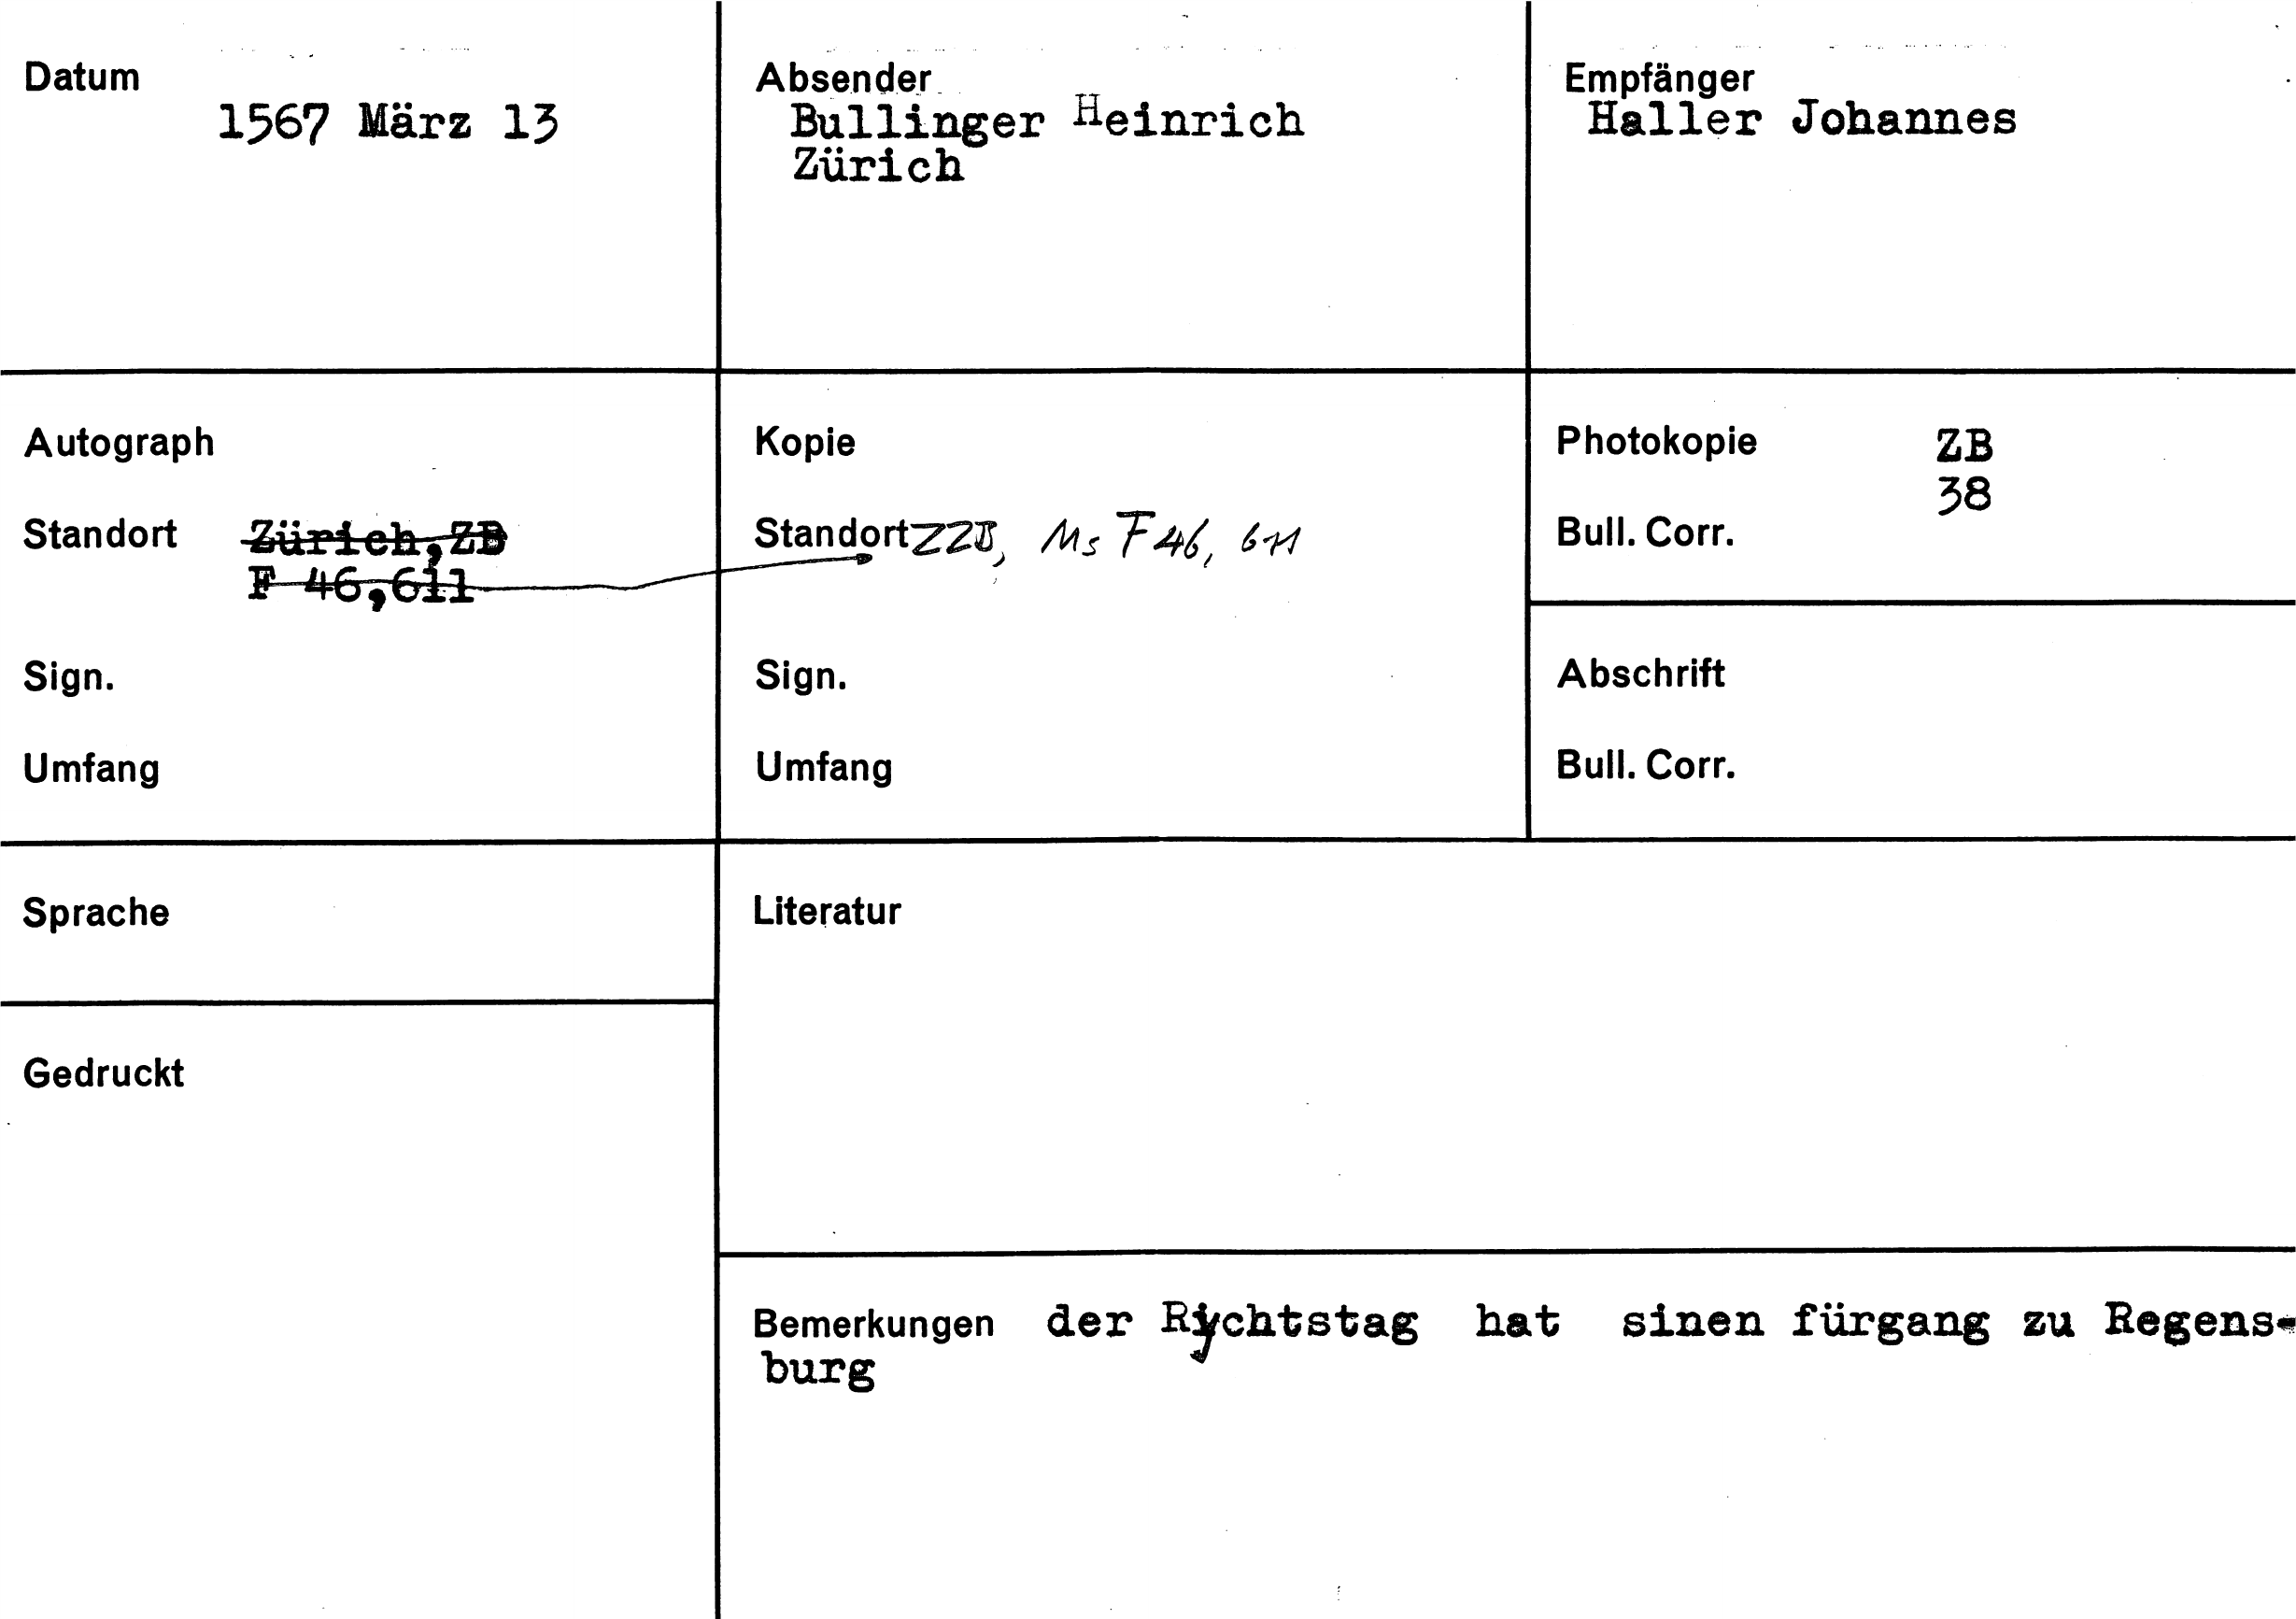 Datum
1567 März 13
Absender
Bullinger Heinrich
Zürich
Empfänger
Haller Johannes
Autograph
Standort Zürich, ZB
F 46,611
Sign.
Umfang
Kopie
Standort ZZB, Ms F 46, 611
Sign.
Umfang
Photokopie ZB
38
Bull. Corr.
Abschrift
Bull. Corr.
Sprache
Gedruckt
Literatur
Bemerkungen der Rychtstag hat sinen fürgang zu Regens-
burg